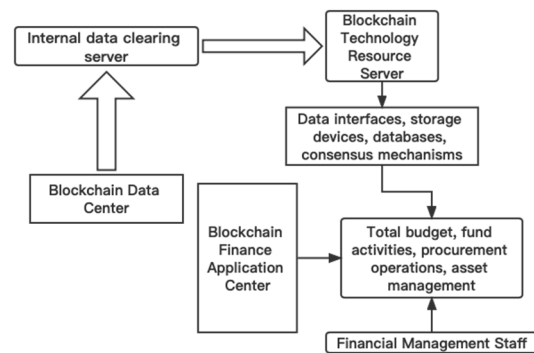 Internal data clearing
server
Blockchain
Technology
Resource
Server
Data interfaces, storage
devices, databases,
consensus mechanisms
Blockchain Data
Center
Blockchain
Finance
Application
Center
Total budget, fund
activities, procurement
operations, asset
management
Financial Management Staff